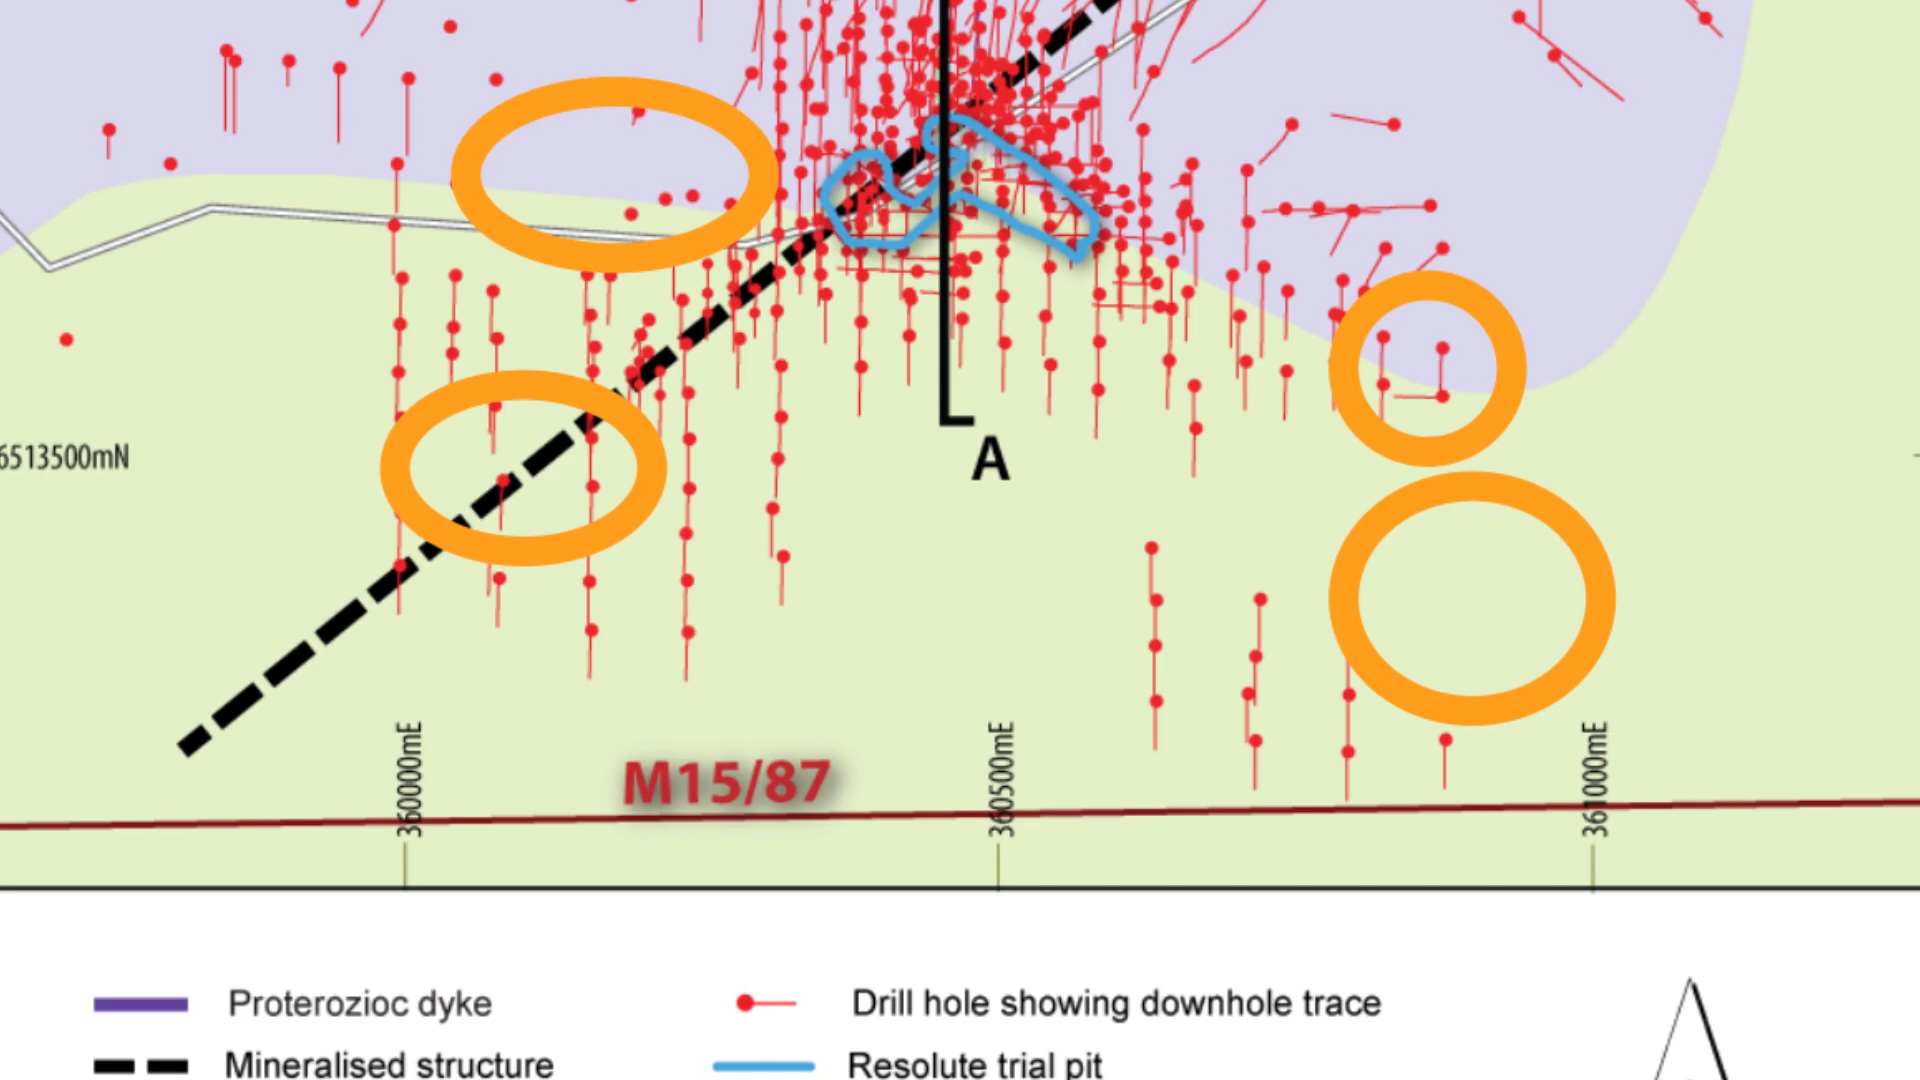 6513500mN
A
360000mE
360500mE
361000mE
M15/87
Proterozioc dyke
Drill hole showing downhole trace
Mineralised structure
Resolute trial pit